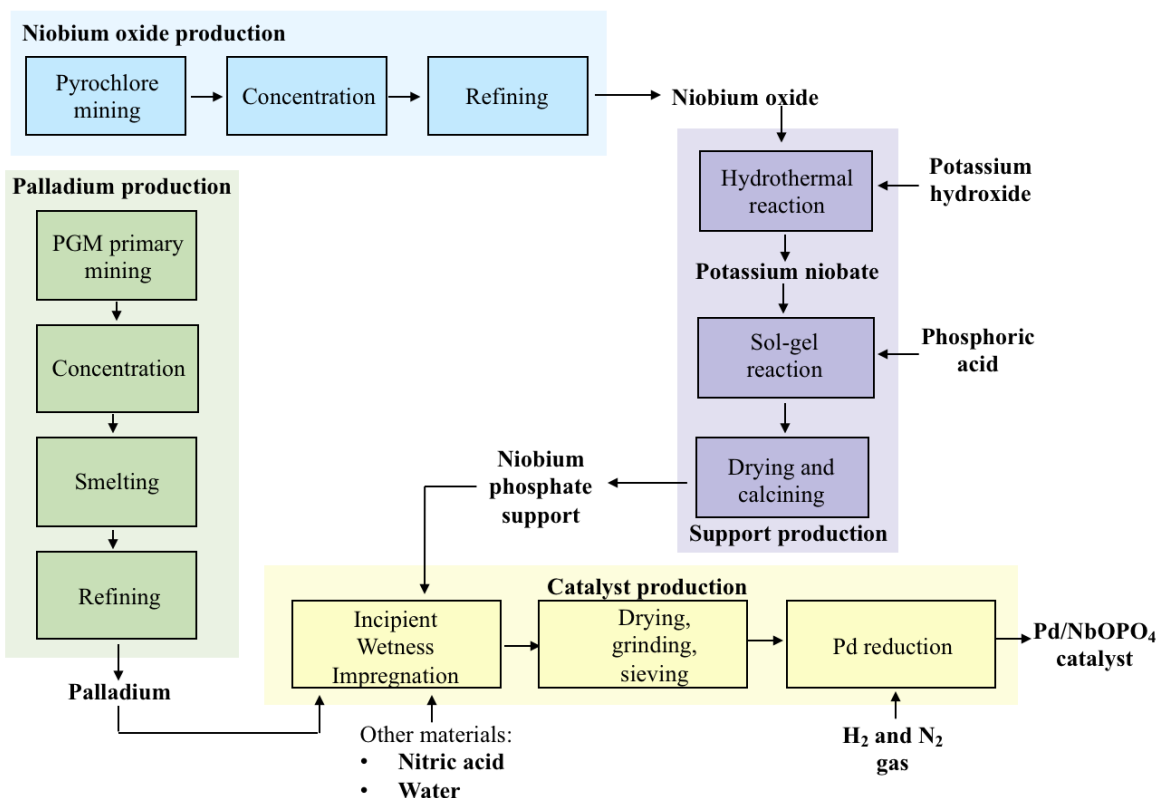 Niobium oxide production
Pyrochlore
mining
Concentration
Refining
Niobium oxide
Palladium production
PGM primary
mining
Concentration
Smelting
Refining
Palladium
Hydrothermal
reaction
Potassium
hydroxide
Potassium niobate
Sol-gel
reaction
Phosphoric
acid
Drying and
calcining
Support production
Niobium
phosphate
support
Catalyst production
Incipient
Wetness
Impregnation
Drying,
grinding,
sieving
Pd reduction
Pd/NbOPO₄
catalyst
Other materials:
• Nitric acid
• Water
H₂ and N₂
gas